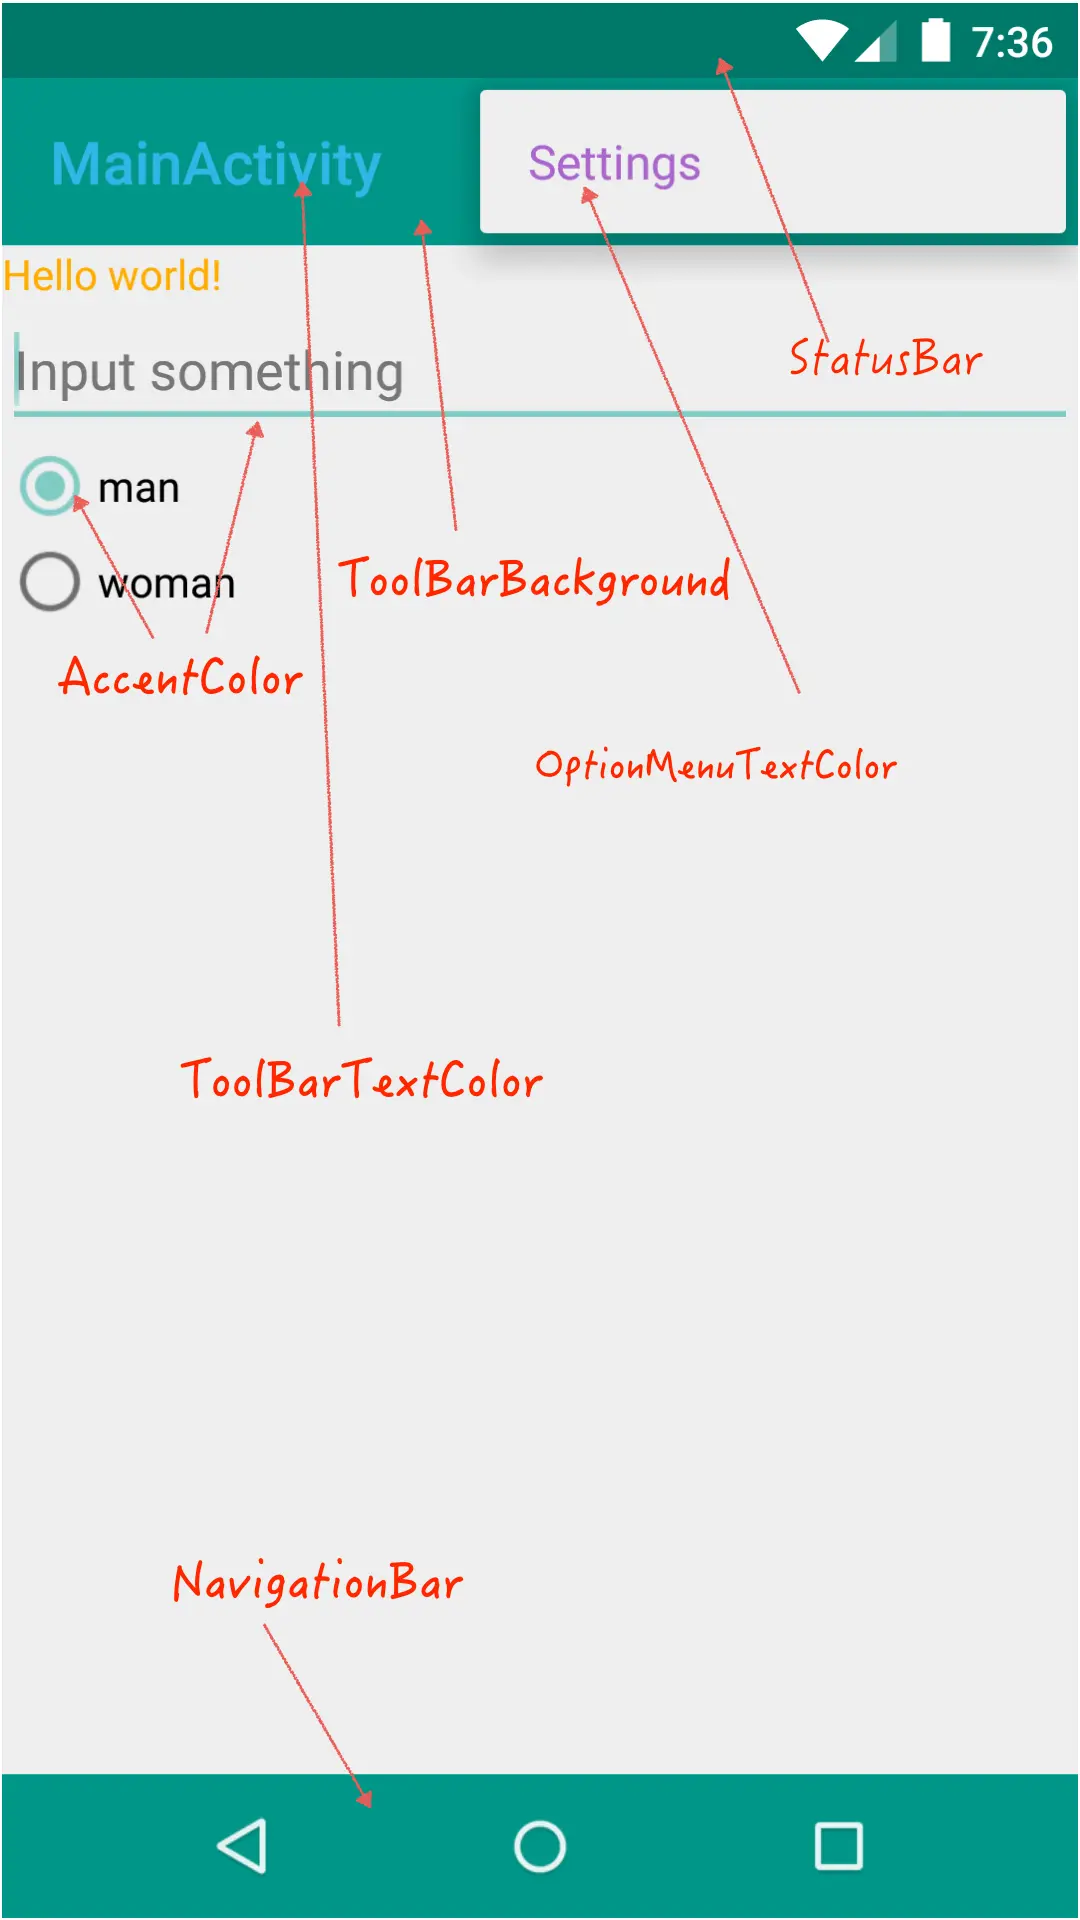 7:36
MainActivity
Settings
Hello world!
StatusBar
Input something
man
woman
ToolBarBackground
AccentColor
OptionMenuTextColor
ToolBarTextColor
NavigationBar